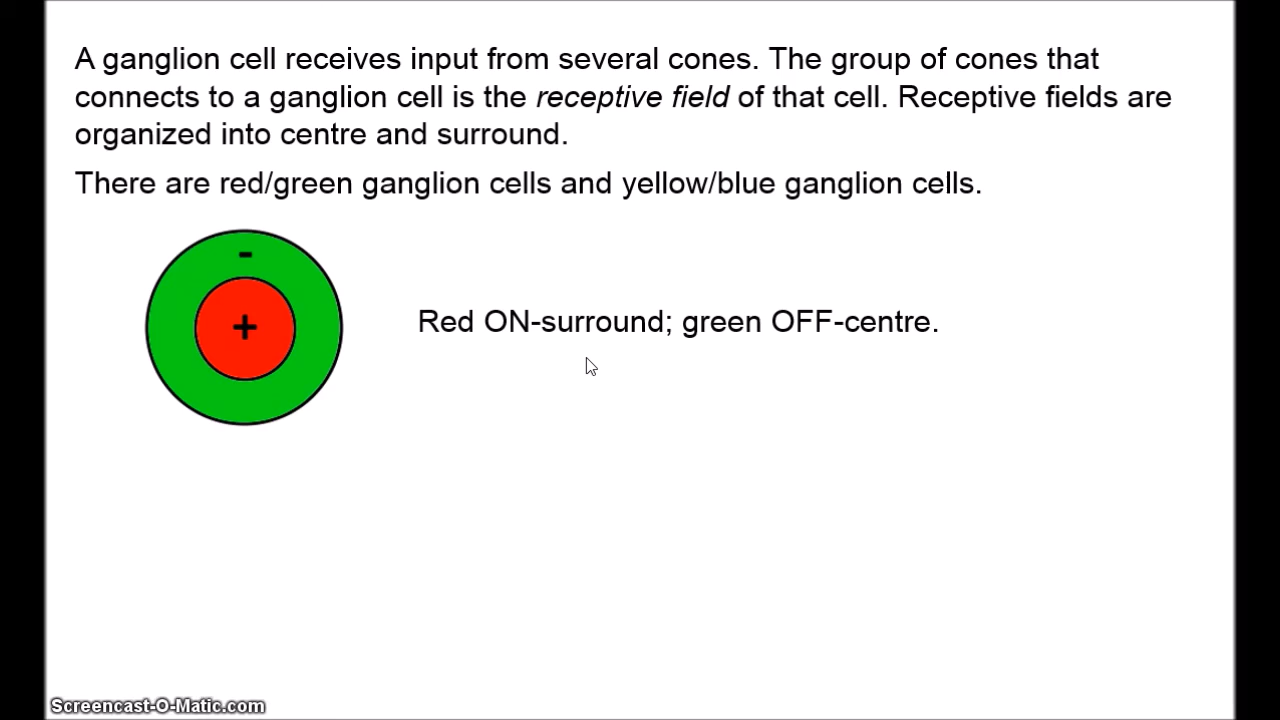 A ganglion cell receives input from several cones. The group of cones that
connects to a ganglion cell is the receptive field of that cell. Receptive fields are
organized into centre and surround.
There are red/green ganglion cells and yellow/blue ganglion cells.
-
+
Red ON-surround; green OFF-centre.
Screencast-O-Matic.com